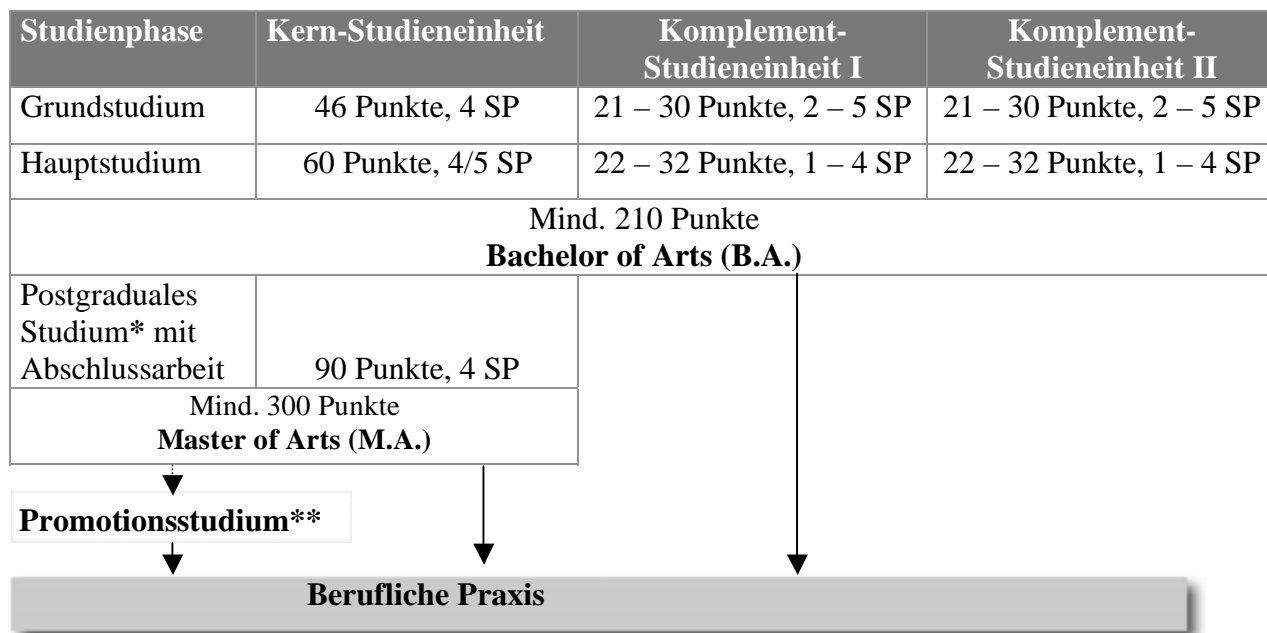 Studienphase Kern-Studieneinheit Komplement- Komplement-
Studieneinheit I Studieneinheit II
Grundstudium 46 Punkte, 4 SP 21 – 30 Punkte, 2 – 5 SP 21 – 30 Punkte, 2 – 5 SP
Hauptstudium 60 Punkte, 4/5 SP 22 – 32 Punkte, 1 – 4 SP 22 – 32 Punkte, 1 – 4 SP
Mind. 210 Punkte
Bachelor of Arts (B.A.)
Postgraduales
Studium* mit
Abschlussarbeit 90 Punkte, 4 SP
Mind. 300 Punkte
Master of Arts (M.A.)
Promotionsstudium**
Berufliche Praxis